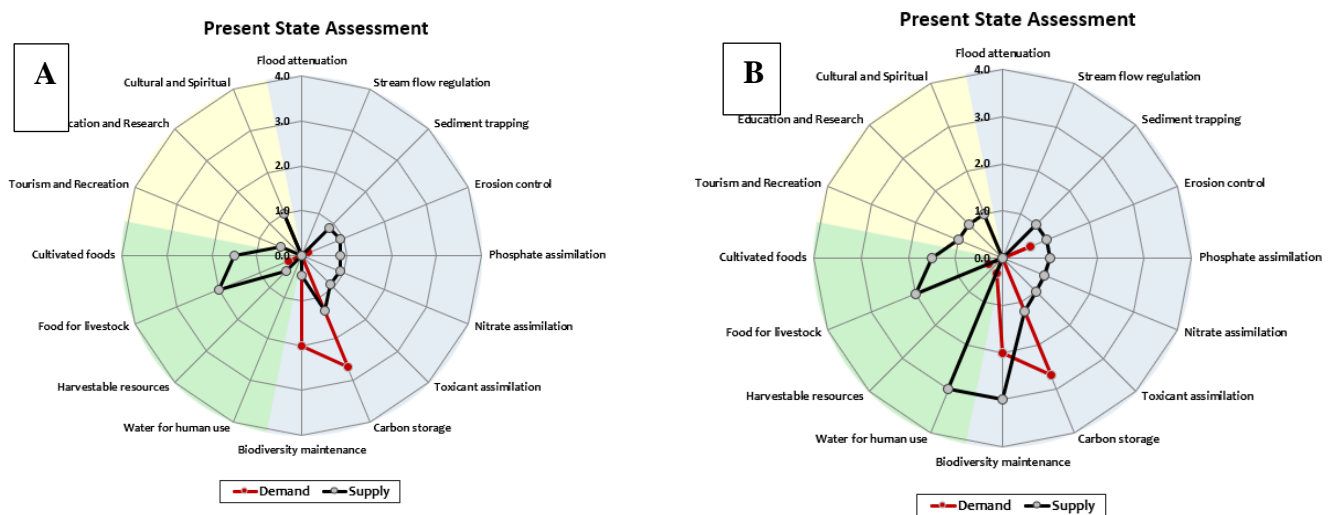 Present State Assessment
A
Flood attenuation
4.0
Stream flow regulation
Sediment trapping
Erosion control
Phosphate assimilation
Nitrate assimilation
Toxicant assimilation
Carbon storage
Biodiversity maintenance
Water for human use
Harvestable resources
Food for livestock
Cultivated foods
Tourism and Recreation
cation and Research
Cultural and Spiritual
3.0
2.0
1.0
0.0
Demand Supply
Present State Assessment
B
Flood attenuation
4.0
Stream flow regulation
Sediment trapping
Erosion control
Phosphate assimilation
Nitrate assimilation
Toxicant assimilation
Carbon storage
Biodiversity maintenance
Water for human use
Harvestable resources
Food for livestock
Cultivated foods
Tourism and Recreation
Education and Research
Cultural and Spiritual
3.0
2.0
1.0
0.0
Demand Supply